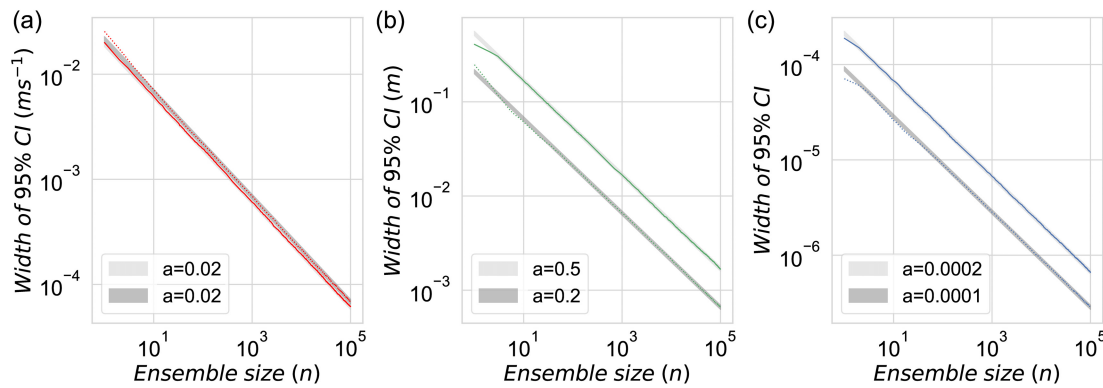 (a)
Width of 95% CI (ms⁻¹)
10⁻²
10⁻³
10⁻⁴
a=0.02
a=0.02
10¹
10³
10⁵
Ensemble size (n)
(b)
Width of 95% CI (m)
10⁻¹
10⁻²
10⁻³
a=0.5
a=0.2
10¹
10³
10⁵
Ensemble size (n)
(c)
Width of 95% CI
10⁻⁴
10⁻⁵
10⁻⁶
a=0.0002
a=0.0001
10¹
10³
10⁵
Ensemble size (n)